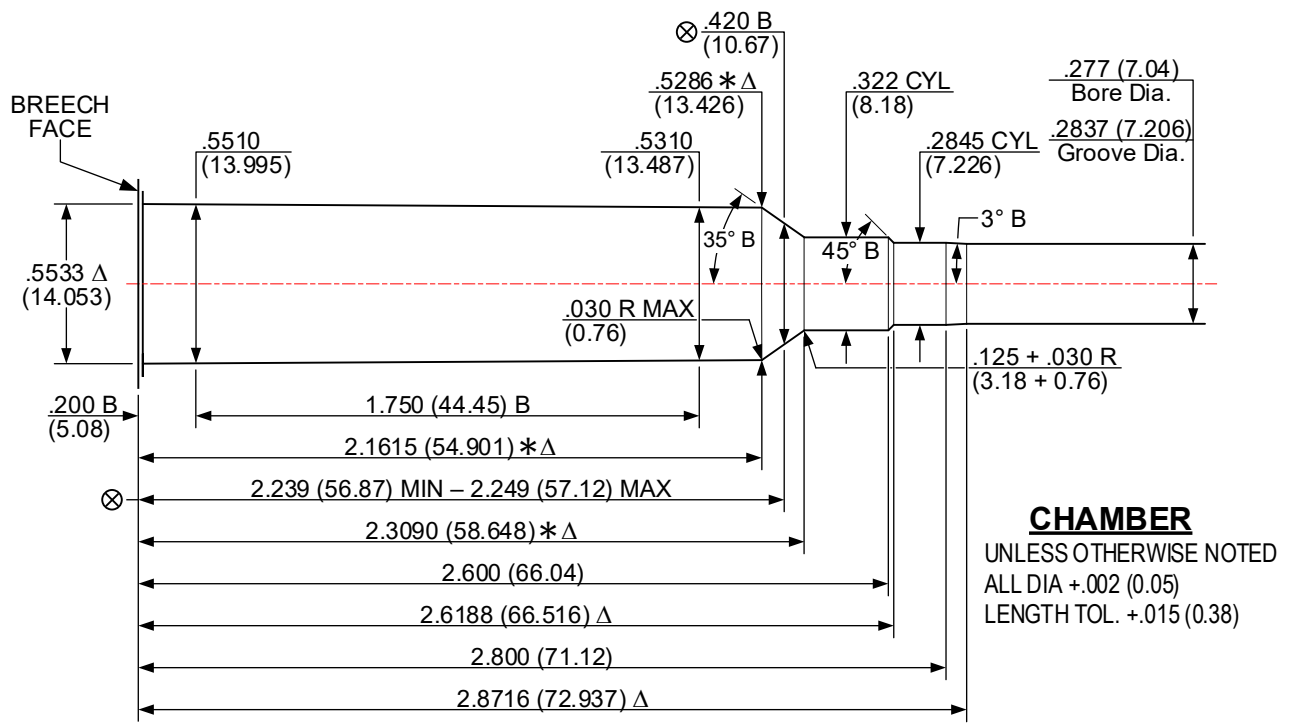 ⊗ .420 B
(10.67)
.5286 ∗ Δ
(13.426)
.322 CYL
(8.18)
.277 (7.04)
Bore Dia.
BREECH
FACE
.5510
(13.995)
.5310
(13.487)
.2845 CYL
(7.226)
.2837 (7.206)
Groove Dia.
35° B
45° B
3° B
.5533 Δ
(14.053)
.030 R MAX
(0.76)
.125 + .030 R
(3.18 + 0.76)
.200 B
(5.08)
1.750 (44.45) B
2.1615 (54.901) ∗ Δ
⊗ 2.239 (56.87) MIN – 2.249 (57.12) MAX
2.3090 (58.648) ∗ Δ
2.600 (66.04)
2.6188 (66.516) Δ
2.800 (71.12)
2.8716 (72.937) Δ
CHAMBER
UNLESS OTHERWISE NOTED
ALL DIA +.002 (0.05)
LENGTH TOL. +.015 (0.38)